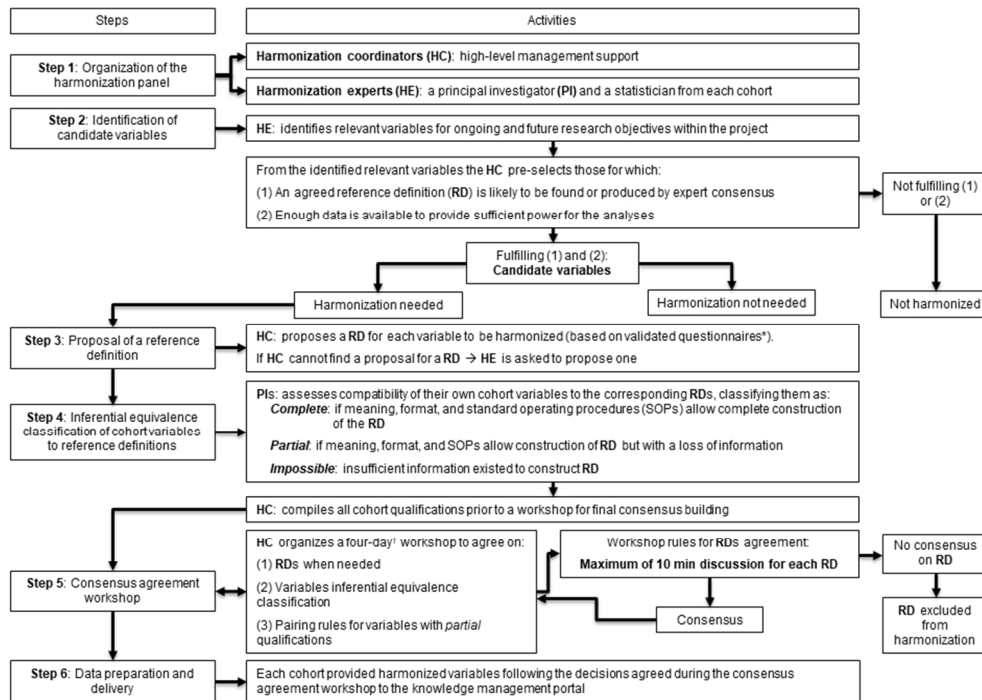 Steps
Activities
Step 1: Organization of the
harmonization panel
Harmonization coordinators (HC): high-level management support
Harmonization experts (HE): a principal investigator (PI) and a statistician from each cohort
Step 2: Identification of
candidate variables
HE: identifies relevant variables for ongoing and future research objectives within the project
From the identified relevant variables the HC pre-selects those for which:
(1) An agreed reference definition (RD) is likely to be found or produced by expert consensus
(2) Enough data is available to provide sufficient power for the analyses
Not fulfilling (1)
or (2)
Fulfilling (1) and (2):
Candidate variables
Harmonization needed
Harmonization not needed
Not harmonized
Step 3: Proposal of a reference
definition
HC: proposes a RD for each variable to be harmonized (based on validated questionnaires*).
If HC cannot find a proposal for a RD → HE is asked to propose one
Step 4: Inferential equivalence
classification of cohort variables
to reference definitions
PIs: assesses compatibility of their own cohort variables to the corresponding RDs, classifying them as:
Complete: if meaning, format, and standard operating procedures (SOPs) allow complete construction
of the RD
Partial: if meaning, format, and SOPs allow construction of RD but with a loss of information
Impossible: insufficient information existed to construct RD
HC: compiles all cohort qualifications prior to a workshop for final consensus building
Step 5: Consensus agreement
workshop
HC organizes a four-day† workshop to agree on:
(1) RDs when needed
(2) Variables inferential equivalence
classification
(3) Pairing rules for variables with partial
qualifications
Workshop rules for RDs agreement:
Maximum of 10 min discussion for each RD
Consensus
No consensus
on RD
RD excluded
from
harmonization
Step 6: Data preparation and
delivery
Each cohort provided harmonized variables following the decisions agreed during the consensus
agreement workshop to the knowledge management portal